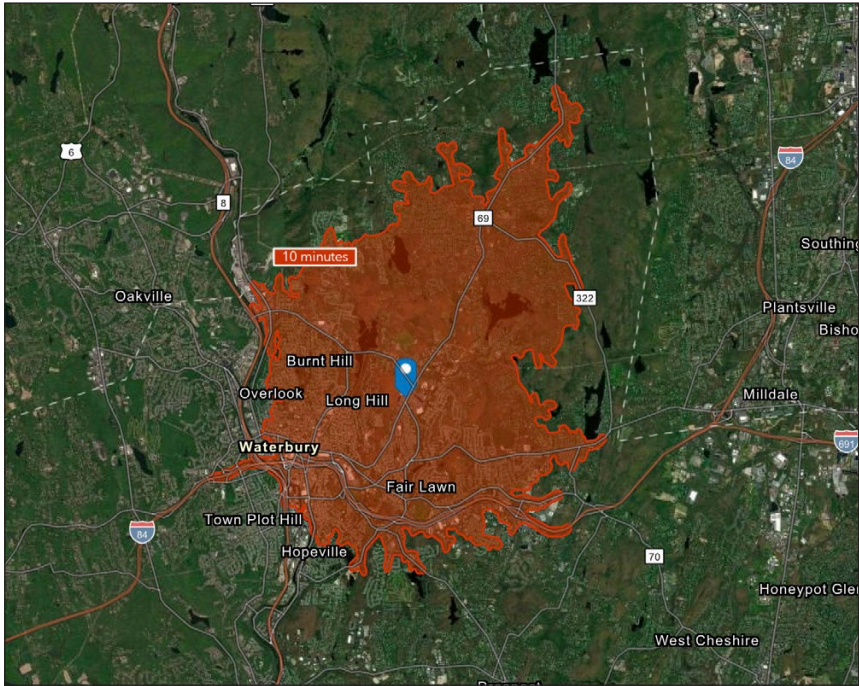 6
84
8
69
Southing
10 minutes
Oakville
322
Plantsville
Bisho
Burnt Hill
Overlook
Long Hill
Milldale
Waterbury
691
Fair Lawn
Town Plot Hill
84
Hopeville
70
Honeypot Gle
West Cheshire